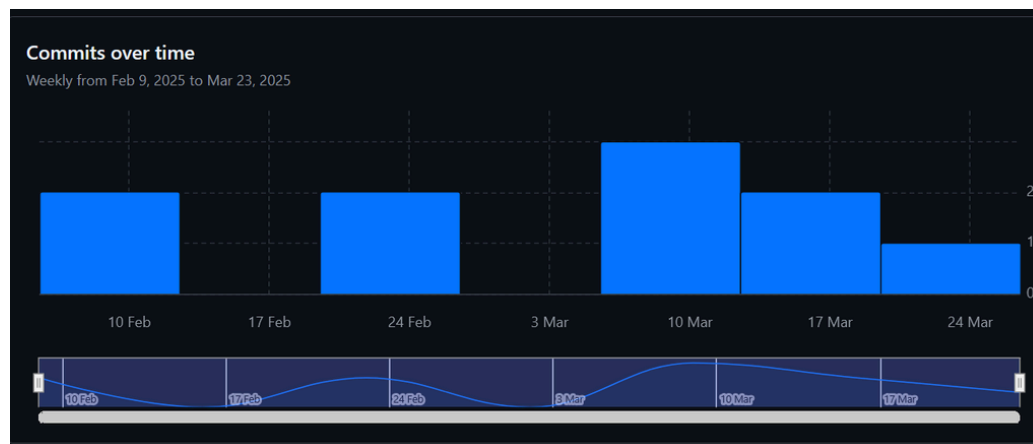 Commits over time
Weekly from Feb 9, 2025 to Mar 23, 2025
2
1
0
10 Feb 17 Feb 24 Feb 3 Mar 10 Mar 17 Mar 24 Mar
10 Feb 17 Feb 24 Feb 3 Mar 10 Mar 17 Mar